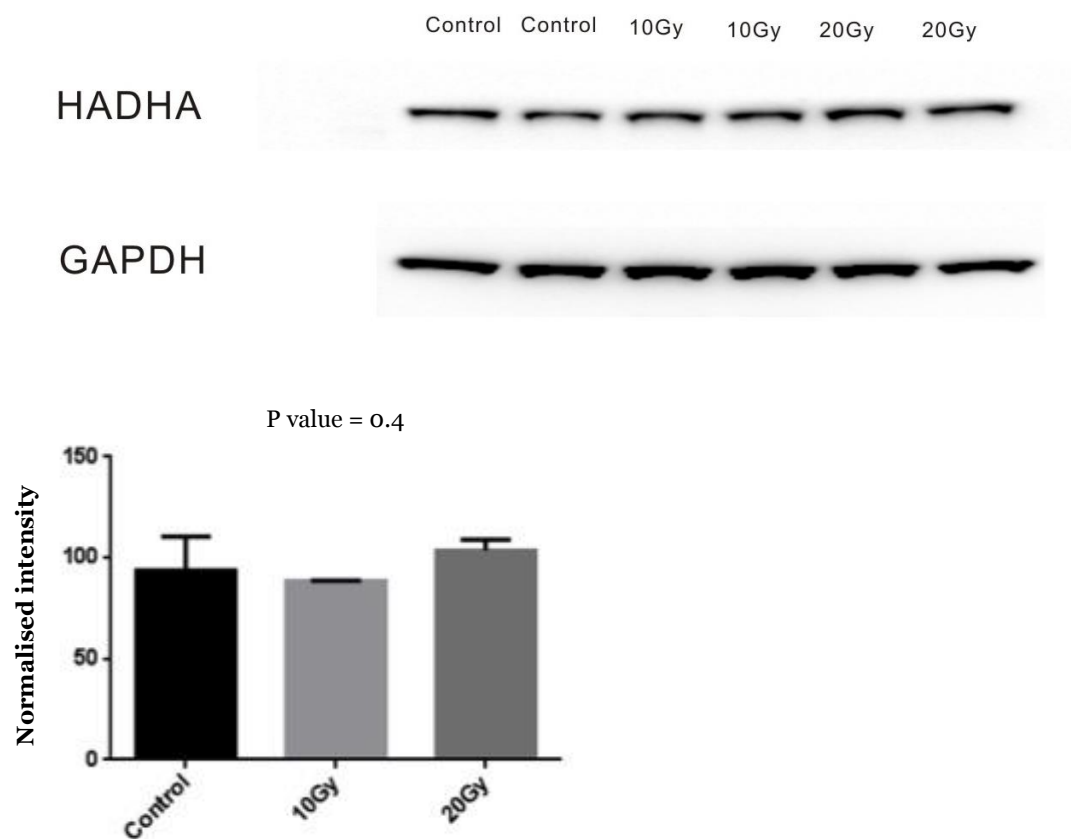 Control Control 10Gy 10Gy 20Gy 20Gy
HADHA
GAPDH
P value = 0.4
Normalised intensity
150
100
50
0
Control 10Gy 20Gy